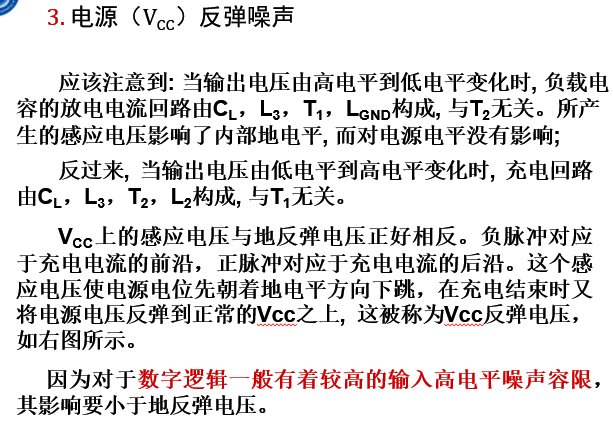 3. 电源（VCC）反弹噪声
应该注意到: 当输出电压由高电平到低电平变化时, 负载电
容的放电电流回路由CL，L3，T1，LGND构成, 与T2无关。所产
生的感应电压影响了内部地电平, 而对电源电平没有影响;
反过来, 当输出电压由低电平到高电平变化时, 充电回路
由CL，L3，T2，L2构成, 与T1无关。
VCC上的感应电压与地反弹电压正好相反。负脉冲对应
于充电电流的前沿，正脉冲对应于充电电流的后沿。这个感
应电压使电源电位先朝着地电平方向下跳，在充电结束时又
将电源电压反弹到正常的Vcc之上, 这被称为Vcc反弹电压，
如右图所示。
因为对于数字逻辑一般有着较高的输入高电平噪声容限，
其影响要小于地反弹电压。